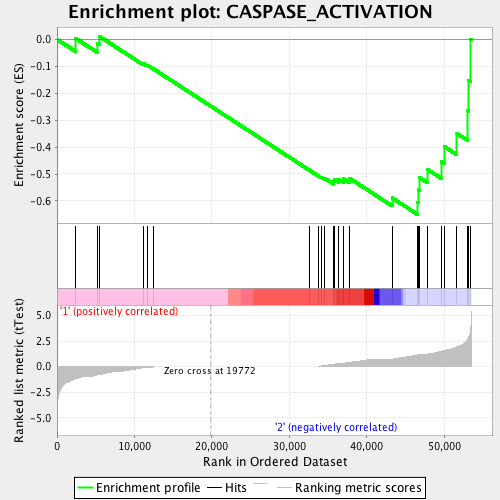 Enrichment plot: CASPASE_ACTIVATION
Enrichment score (ES)
0.0
-0.1
-0.2
-0.3
-0.4
-0.5
-0.6
'1' (positively correlated)
Ranked list metric (tTest)
5.0
2.5
0.0
-2.5
-5.0
Zero cross at 19772
'2' (negatively correlated)
0 10,000 20,000 30,000 40,000 50,000
Rank in Ordered Dataset
Enrichment profile Hits Ranking metric scores